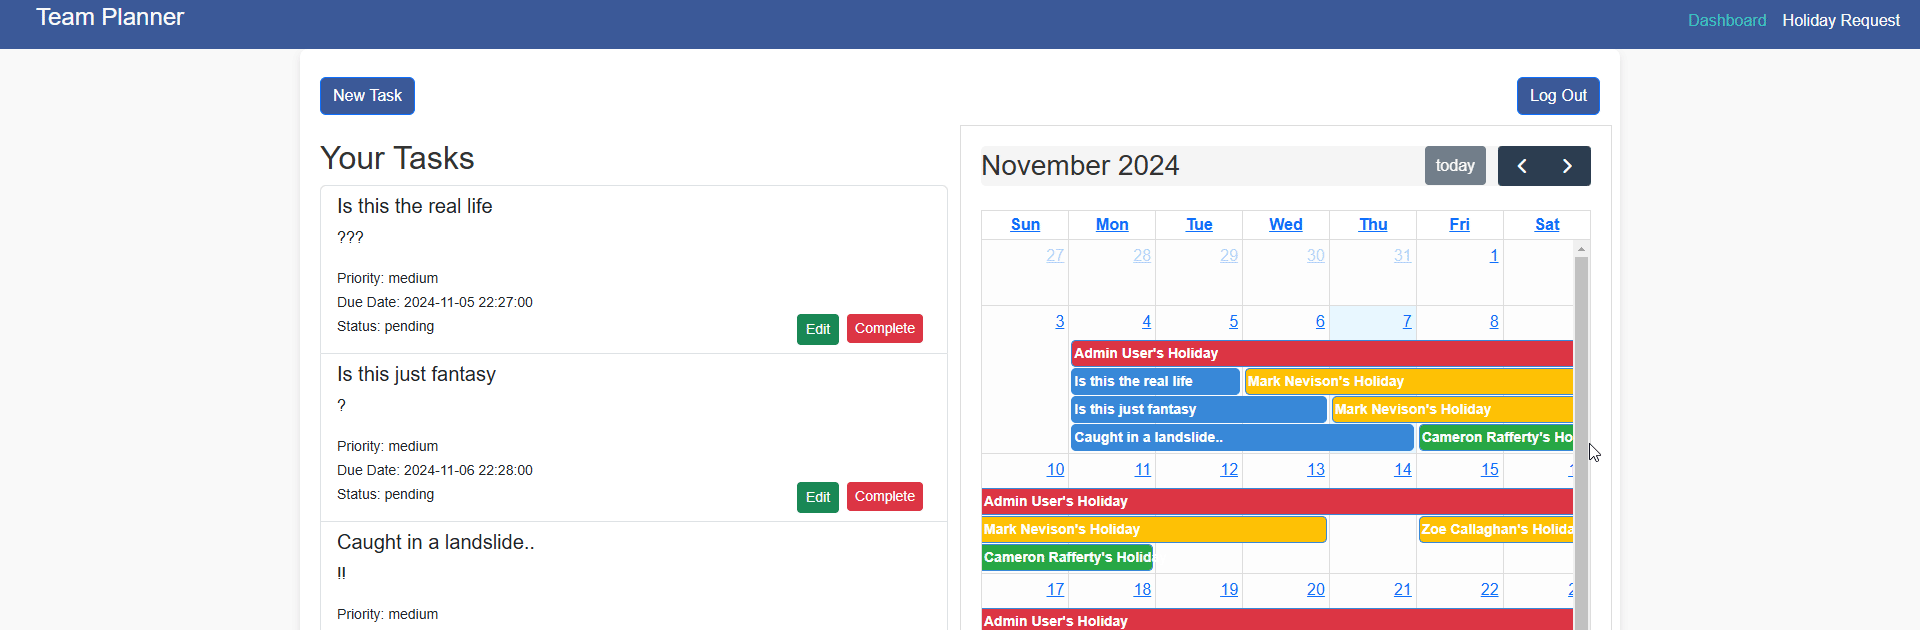 Team Planner
Dashboard Holiday Request
New Task
Log Out
Your Tasks
Is this the real life
???
Priority: medium
Due Date: 2024-11-05 22:27:00
Status: pending
Edit Complete
Is this just fantasy
?
Priority: medium
Due Date: 2024-11-06 22:28:00
Status: pending
Edit Complete
Caught in a landslide..
!!
Priority: medium
November 2024
today
Sun Mon Tue Wed Thu Fri Sat
27 28 29 30 31 1
3 4 5 6 7 8
Admin User's Holiday
Is this the real life Mark Nevison's Holiday
Is this just fantasy Mark Nevison's Holiday
Caught in a landslide.. Cameron Rafferty's Ho
10 11 12 13 14 15
Admin User's Holiday
Mark Nevison's Holiday Zoe Callaghan's Holida
Cameron Rafferty's Holid
17 18 19 20 21 22
Admin User's Holiday